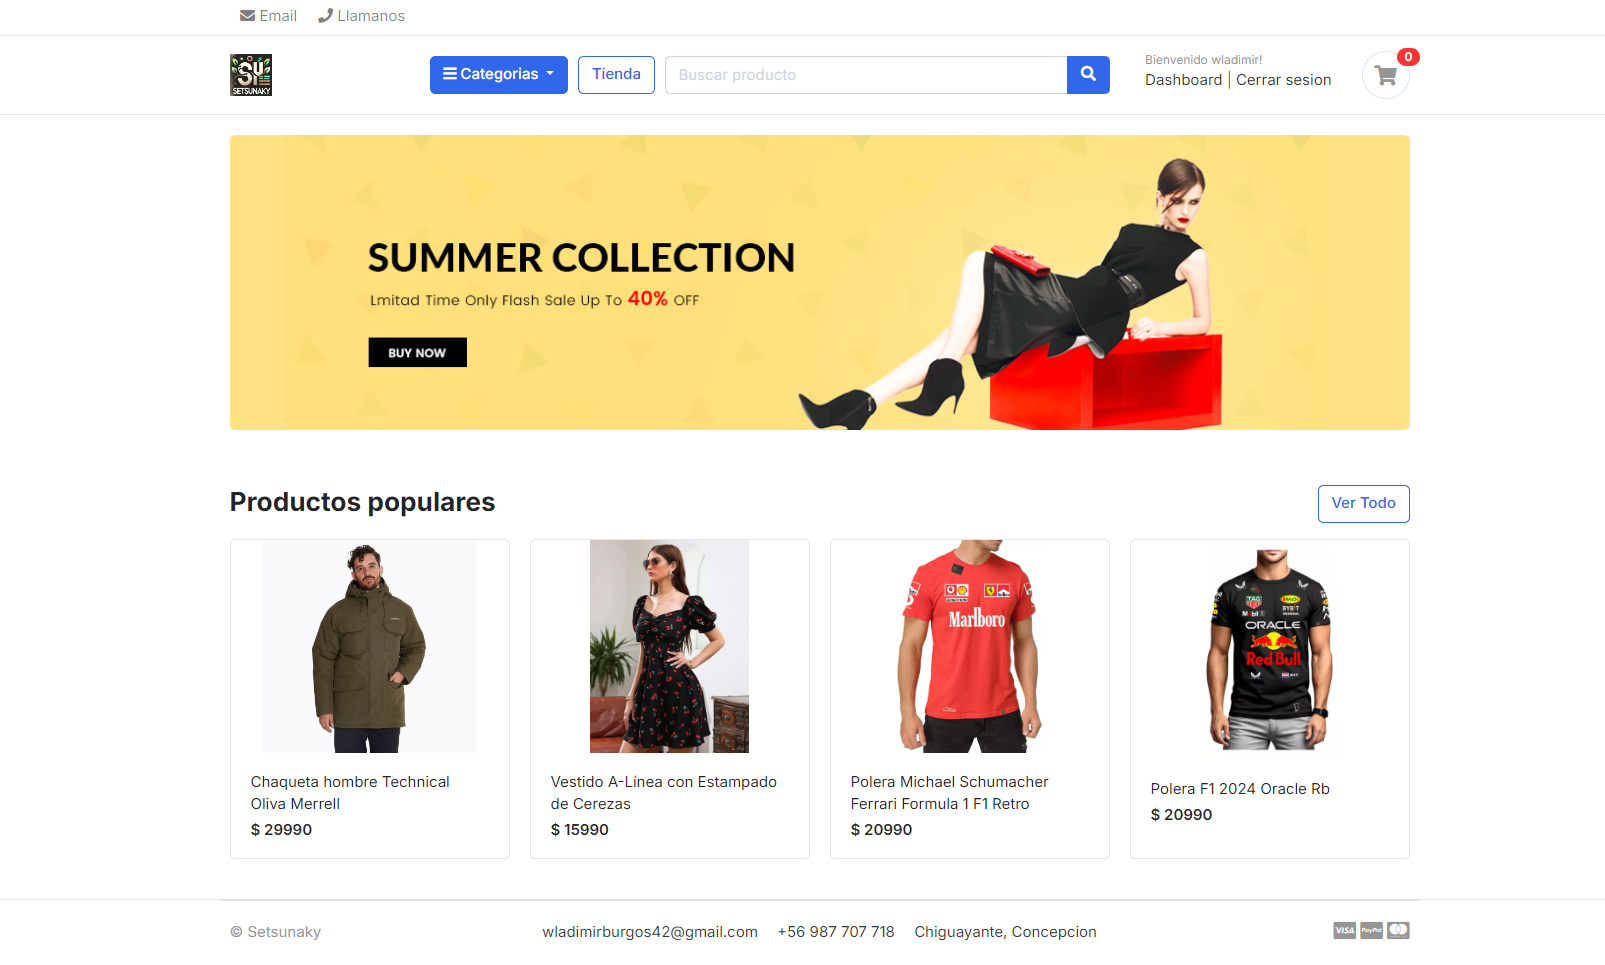 Email Llamanos
SETSUNAKY
Categorias Tienda Buscar producto
Bienvenido wladimir!
Dashboard | Cerrar sesion
0
SUMMER COLLECTION
Lmitad Time Only Flash Sale Up To 40% OFF
BUY NOW
Productos populares
Ver Todo
Marlboro
TAG
ORACLE
Red Bull
Chaqueta hombre Technical
Oliva Merrell
$ 29990
Vestido A-Línea con Estampado
de Cerezas
$ 15990
Polera Michael Schumacher
Ferrari Formula 1 F1 Retro
$ 20990
Polera F1 2024 Oracle Rb
$ 20990
© Setsunaky
wladimirburgos42@gmail.com +56 987 707 718 Chiguayante, Concepcion
VISA PayPal